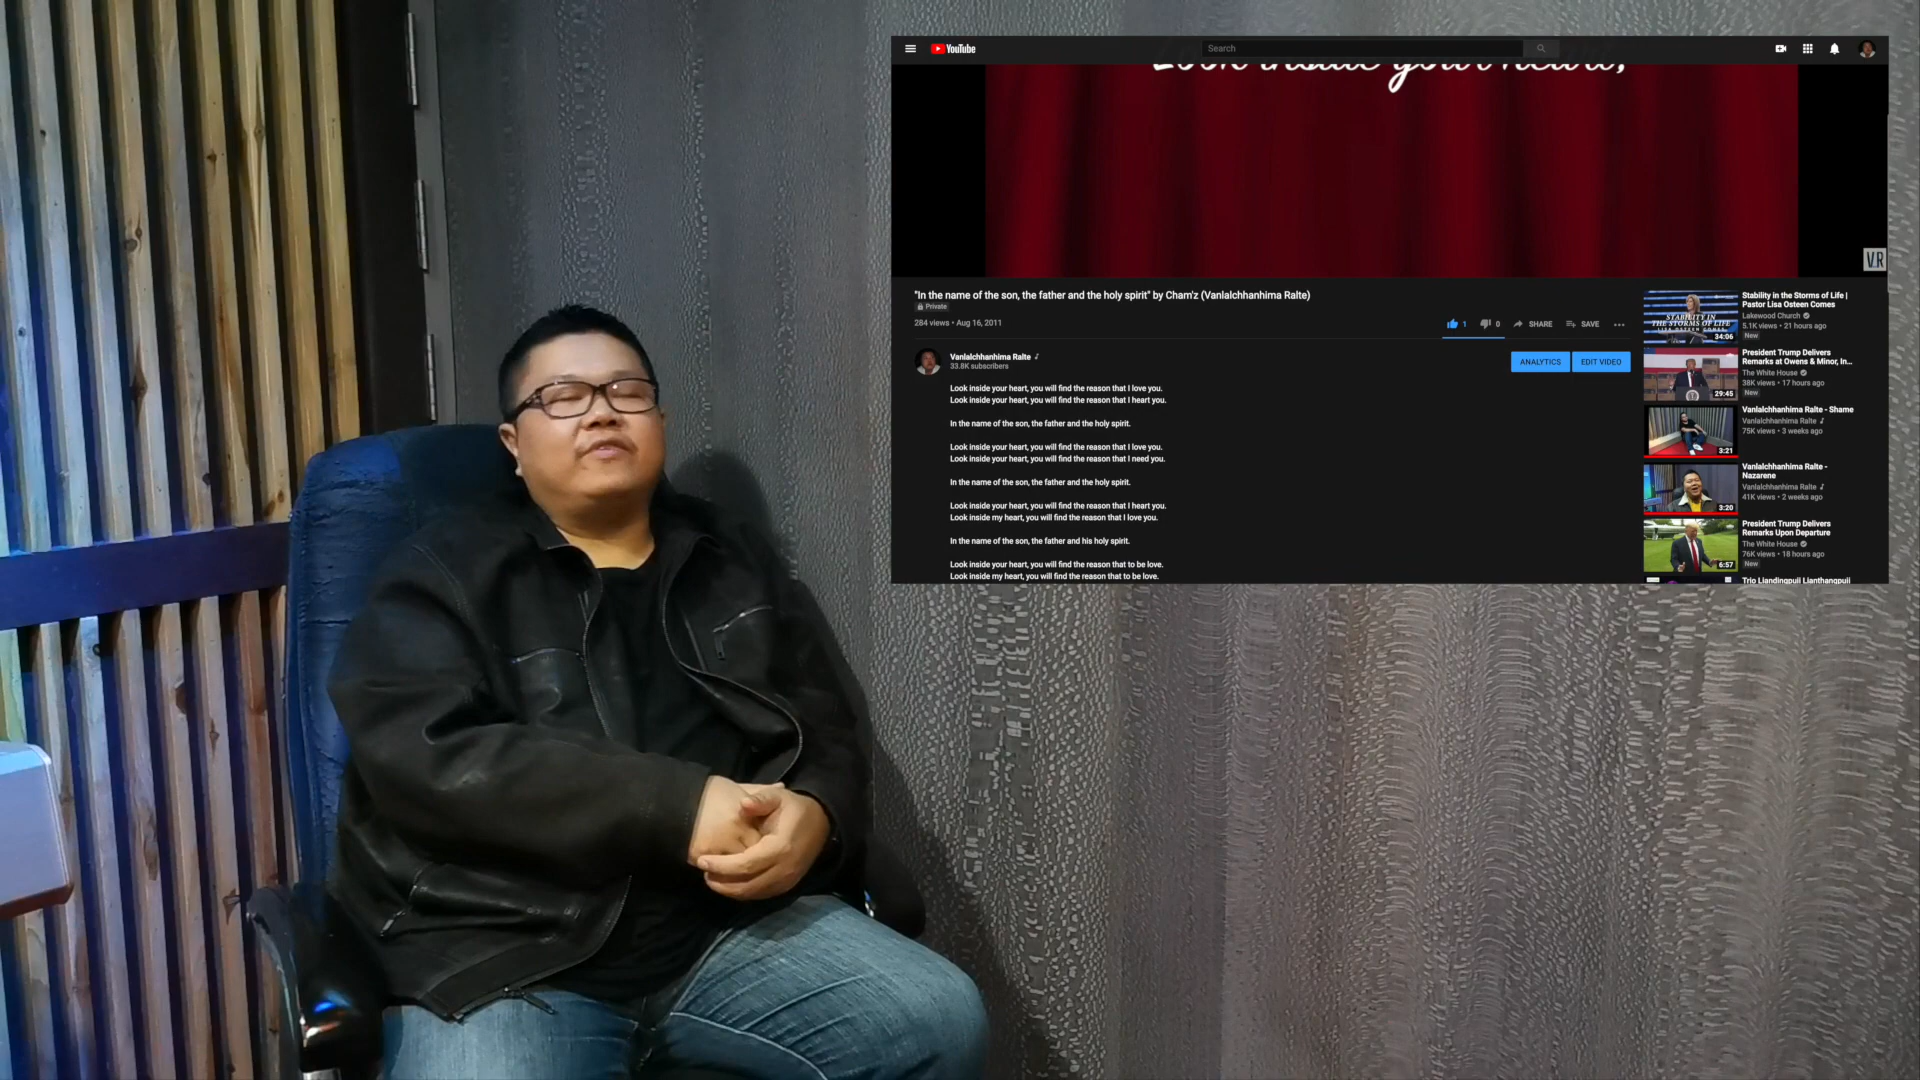 YouTube
Search
Look inside your heart,
VR
"In the name of the son, the father and the holy spirit" by Cham'z (Vanlalchhanhima Ralte)
Private
284 views • Aug 16, 2011
1
0
SHARE
SAVE
Vanlalchhanhima Ralte
33.8K subscribers
ANALYTICS
EDIT VIDEO
Look inside your heart, you will find the reason that I love you.
Look inside your heart, you will find the reason that I heart you.
In the name of the son, the father and the holy spirit.
Look inside your heart, you will find the reason that I love you.
Look inside your heart, you will find the reason that I need you.
In the name of the son, the father and the holy spirit.
Look inside your heart, you will find the reason that I heart you.
Look inside my heart, you will find the reason that I love you.
In the name of the son, the father and his holy spirit.
Look inside your heart, you will find the reason that to be love.
Look inside my heart, you will find the reason that to be love.
STABILITY IN
THE STORMS OF LIFE
34:06
Stability in the Storms of Life |
Pastor Lisa Osteen Comes
Lakewood Church
5.1K views • 21 hours ago
New
29:45
President Trump Delivers
Remarks at Owens & Minor, In...
The White House
38K views • 17 hours ago
New
3:21
Vanlalchhanhima Ralte - Shame
Vanlalchhanhima Ralte
75K views • 3 weeks ago
3:20
Vanlalchhanhima Ralte -
Nazarene
Vanlalchhanhima Ralte
41K views • 2 weeks ago
6:57
President Trump Delivers
Remarks Upon Departure
The White House
76K views • 18 hours ago
New
Trio Liandingpuii Lianthangpuii